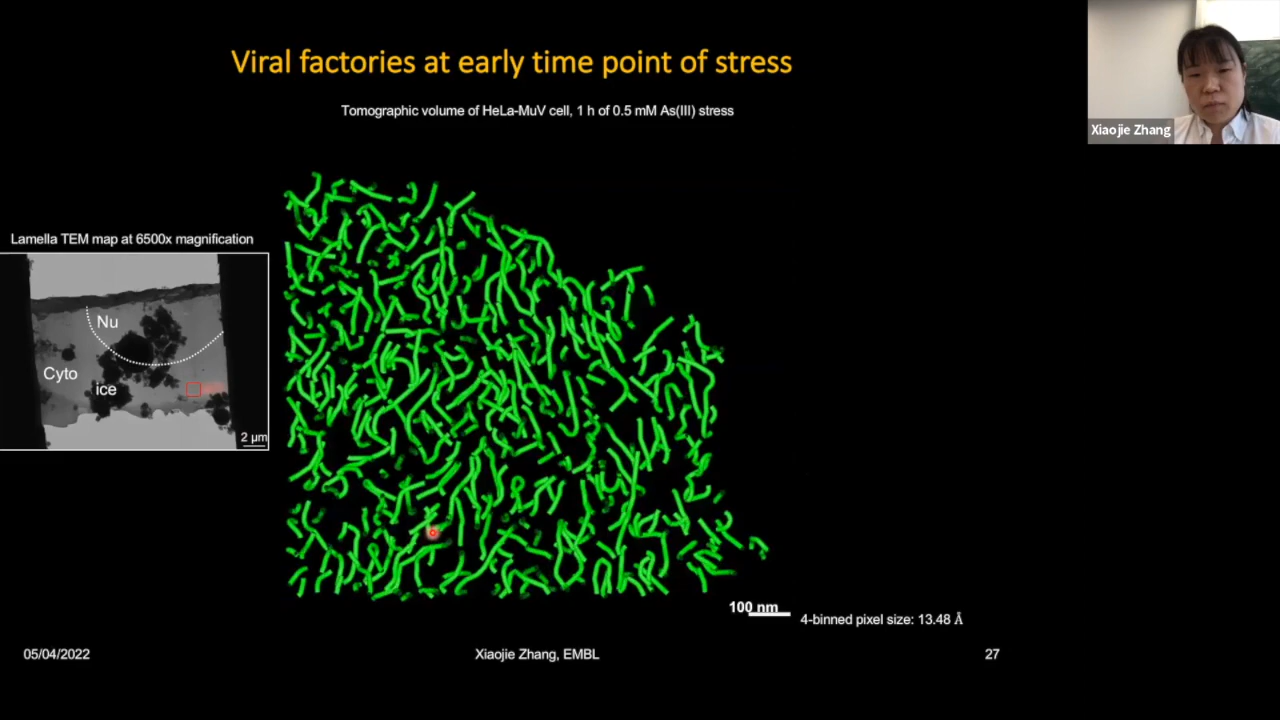 Viral factories at early time point of stress
Tomographic volume of HeLa-MuV cell, 1 h of 0.5 mM As(III) stress
Xiaojie Zhang
Lamella TEM map at 6500x magnification
Nu
Cyto
ice
2 µm
100 nm
4-binned pixel size: 13.48 Å
05/04/2022
Xiaojie Zhang, EMBL
27